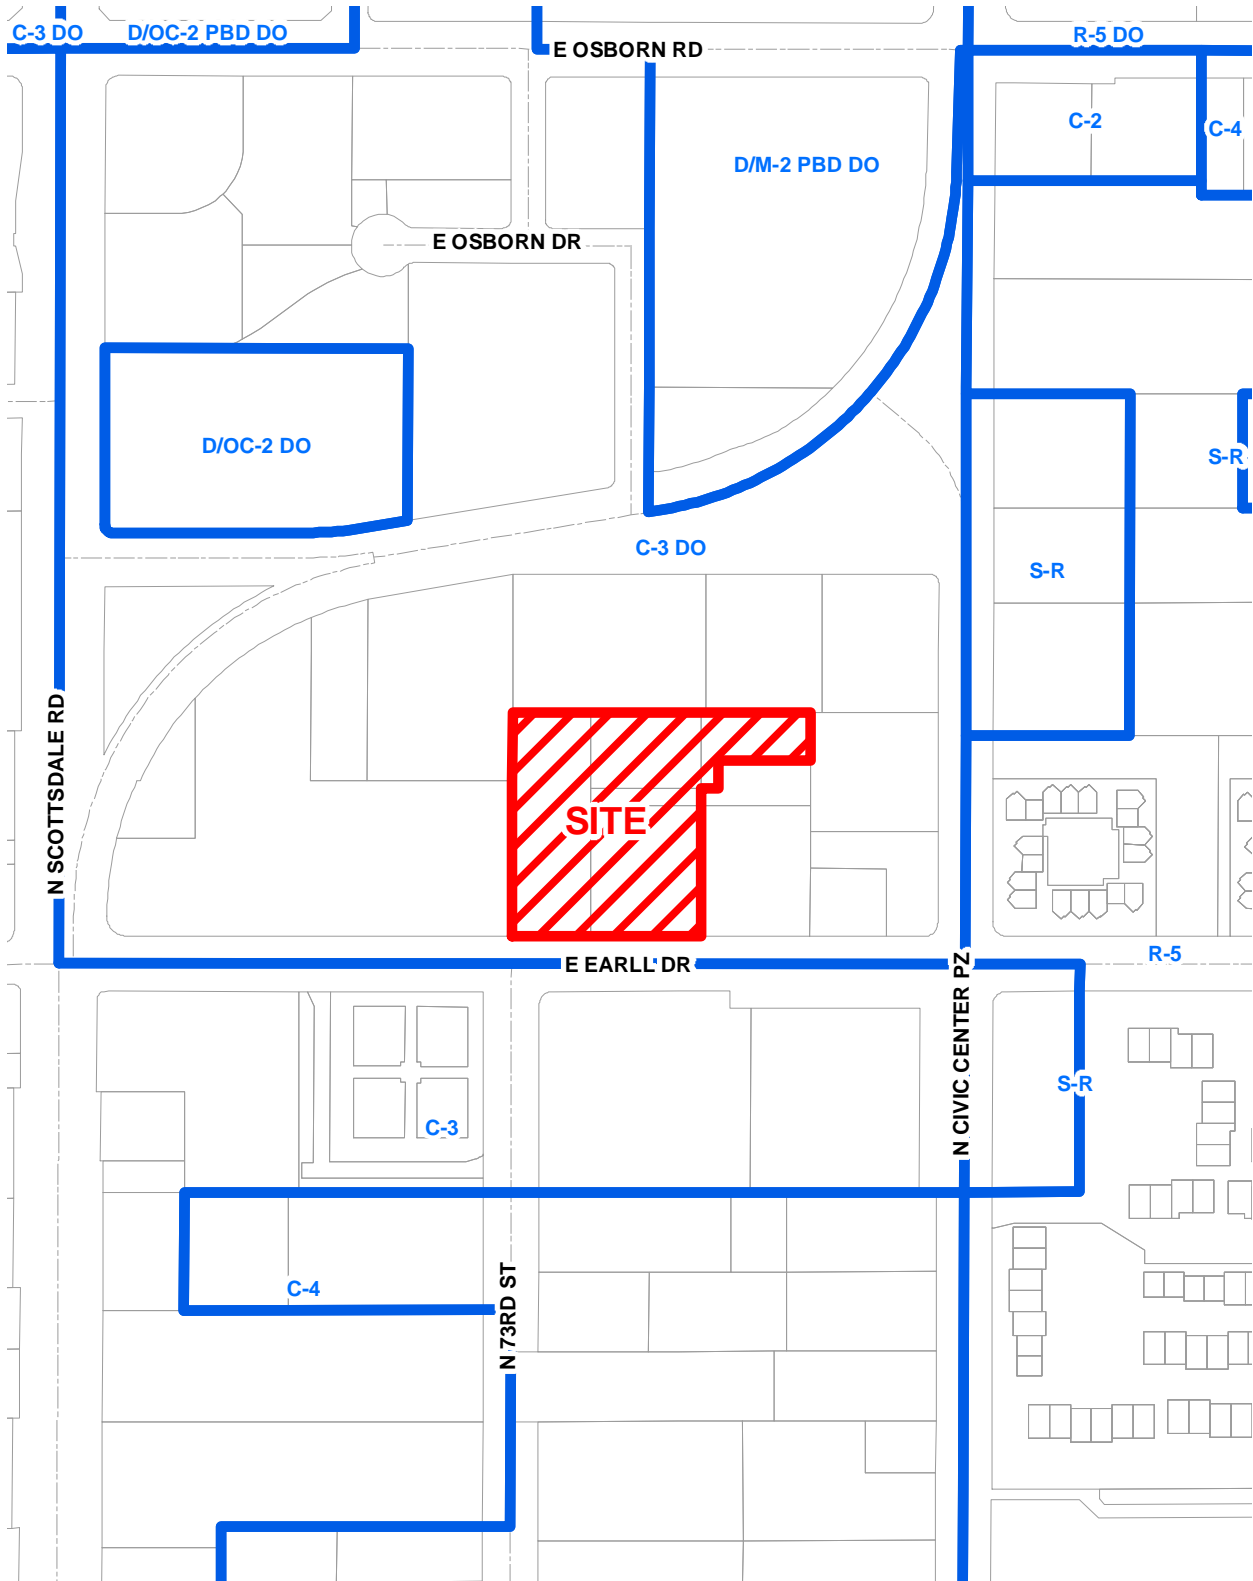 C-3 DO
D/OC-2 PBD DO
R-5 DO
E OSBORN RD
C-2
C-4
D/M-2 PBD DO
E OSBORN DR
D/OC-2 DO
S-R
C-3 DO
S-R
N SCOTTSDALE RD
SITE
R-5
E EARLL DR
N CIVIC CENTER PZ
S-R
C-3
C-4
N 73RD ST